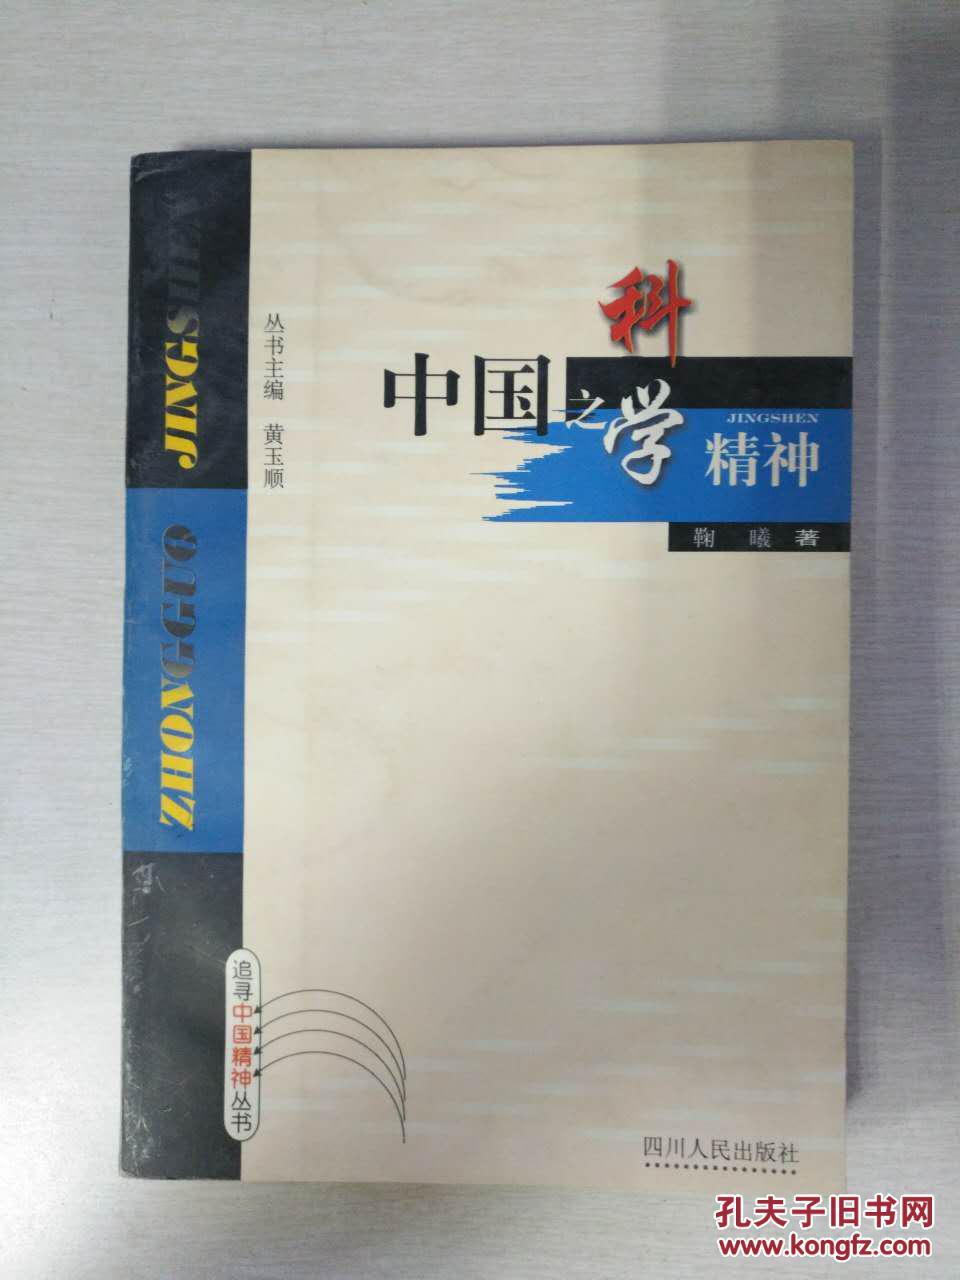 丛书主编 黄玉顺
中国之科学精神
JINGSHEN
鞠 曦 著
ZHONGGUO JINGSHEN
追寻中国精神丛书
四川人民出版社
孔夫子旧书网
www.kongfz.com